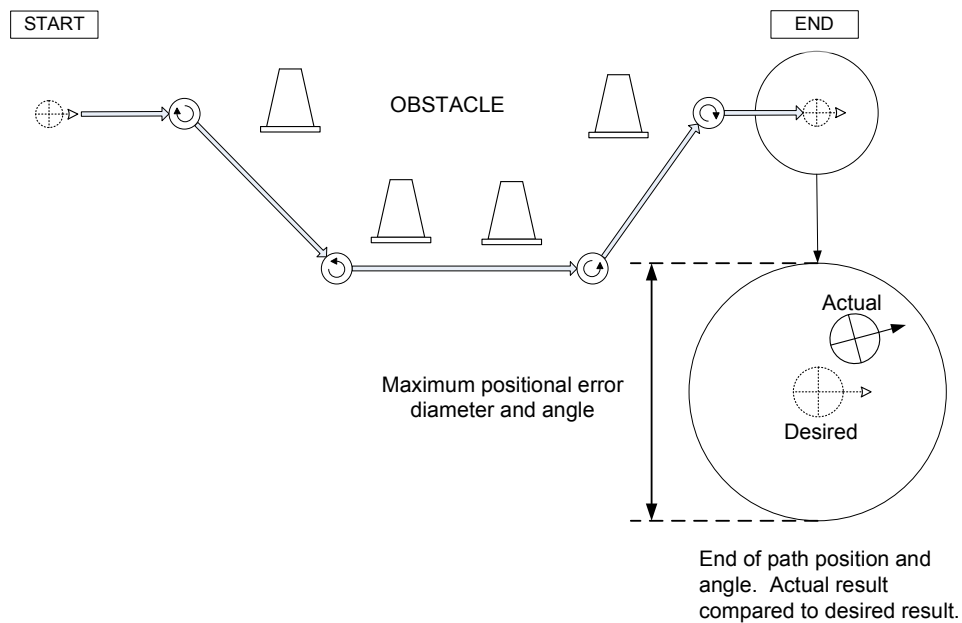 START
END
OBSTACLE
Actual
Maximum positional error
diameter and angle
Desired
End of path position and
angle.  Actual result
compared to desired result.